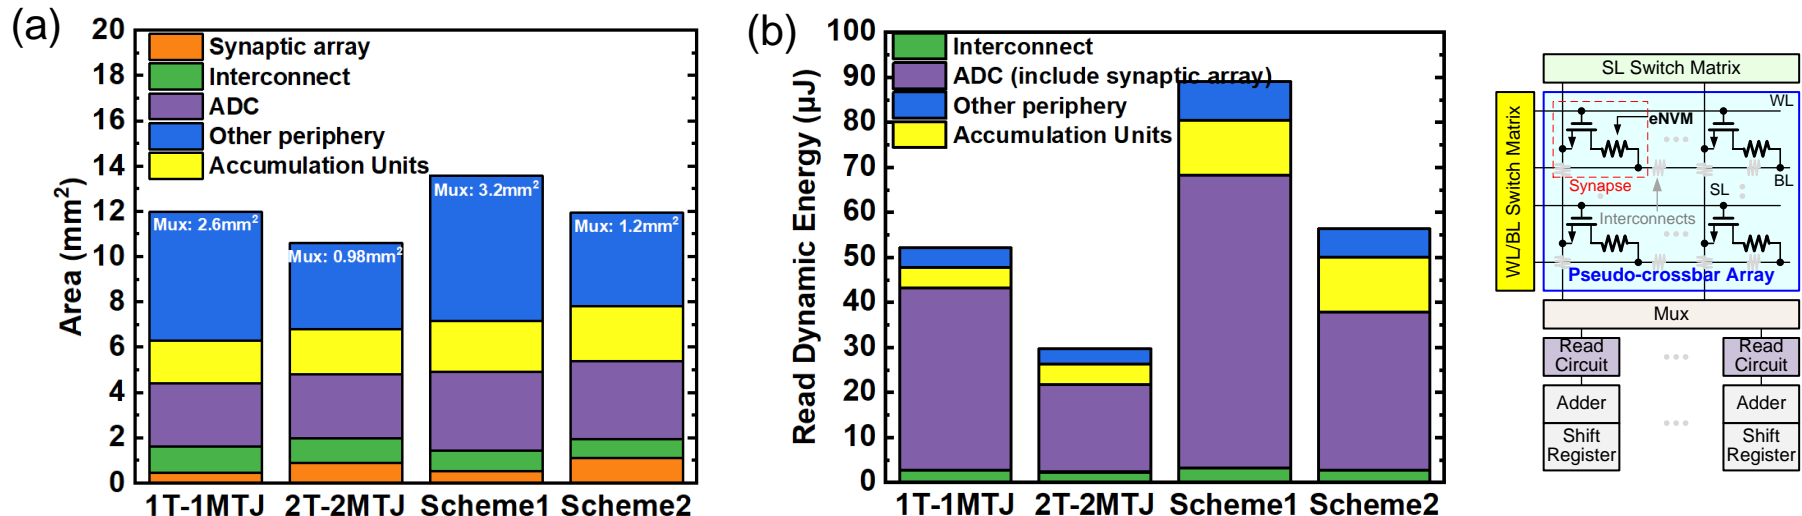 (a)
Area (mm²)
20
18
16
14
12
10
8
6
4
2
0
Synaptic array
Interconnect
ADC
Other periphery
Accumulation Units
Mux: 2.6mm²
Mux: 0.98mm²
Mux: 3.2mm²
Mux: 1.2mm²
1T-1MTJ 2T-2MTJ Scheme1 Scheme2
(b)
Read Dynamic Energy (µJ)
100
90
80
70
60
50
40
30
20
10
0
Interconnect
ADC (include synaptic array)
Other periphery
Accumulation Units
1T-1MTJ 2T-2MTJ Scheme1 Scheme2
SL Switch Matrix
WL/BL Switch Matrix
WL
eNVM
Synapse
BL
SL
Interconnects
Pseudo-crossbar Array
Mux
Read
Circuit
Read
Circuit
Adder
Adder
Shift
Register
Shift
Register